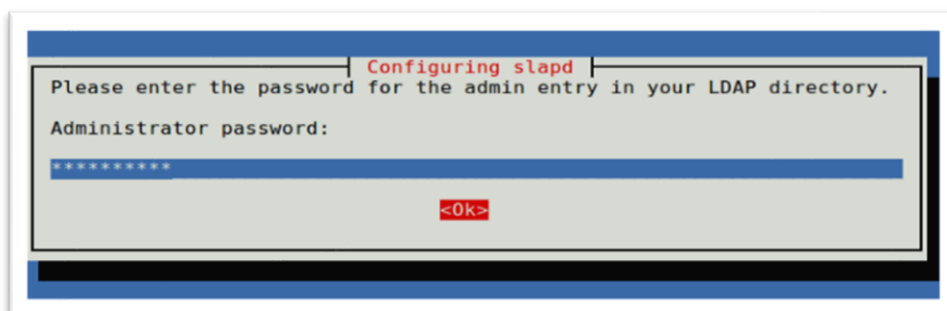 Configuring slapd
Please enter the password for the admin entry in your LDAP directory.
Administrator password:
**********
<Ok>